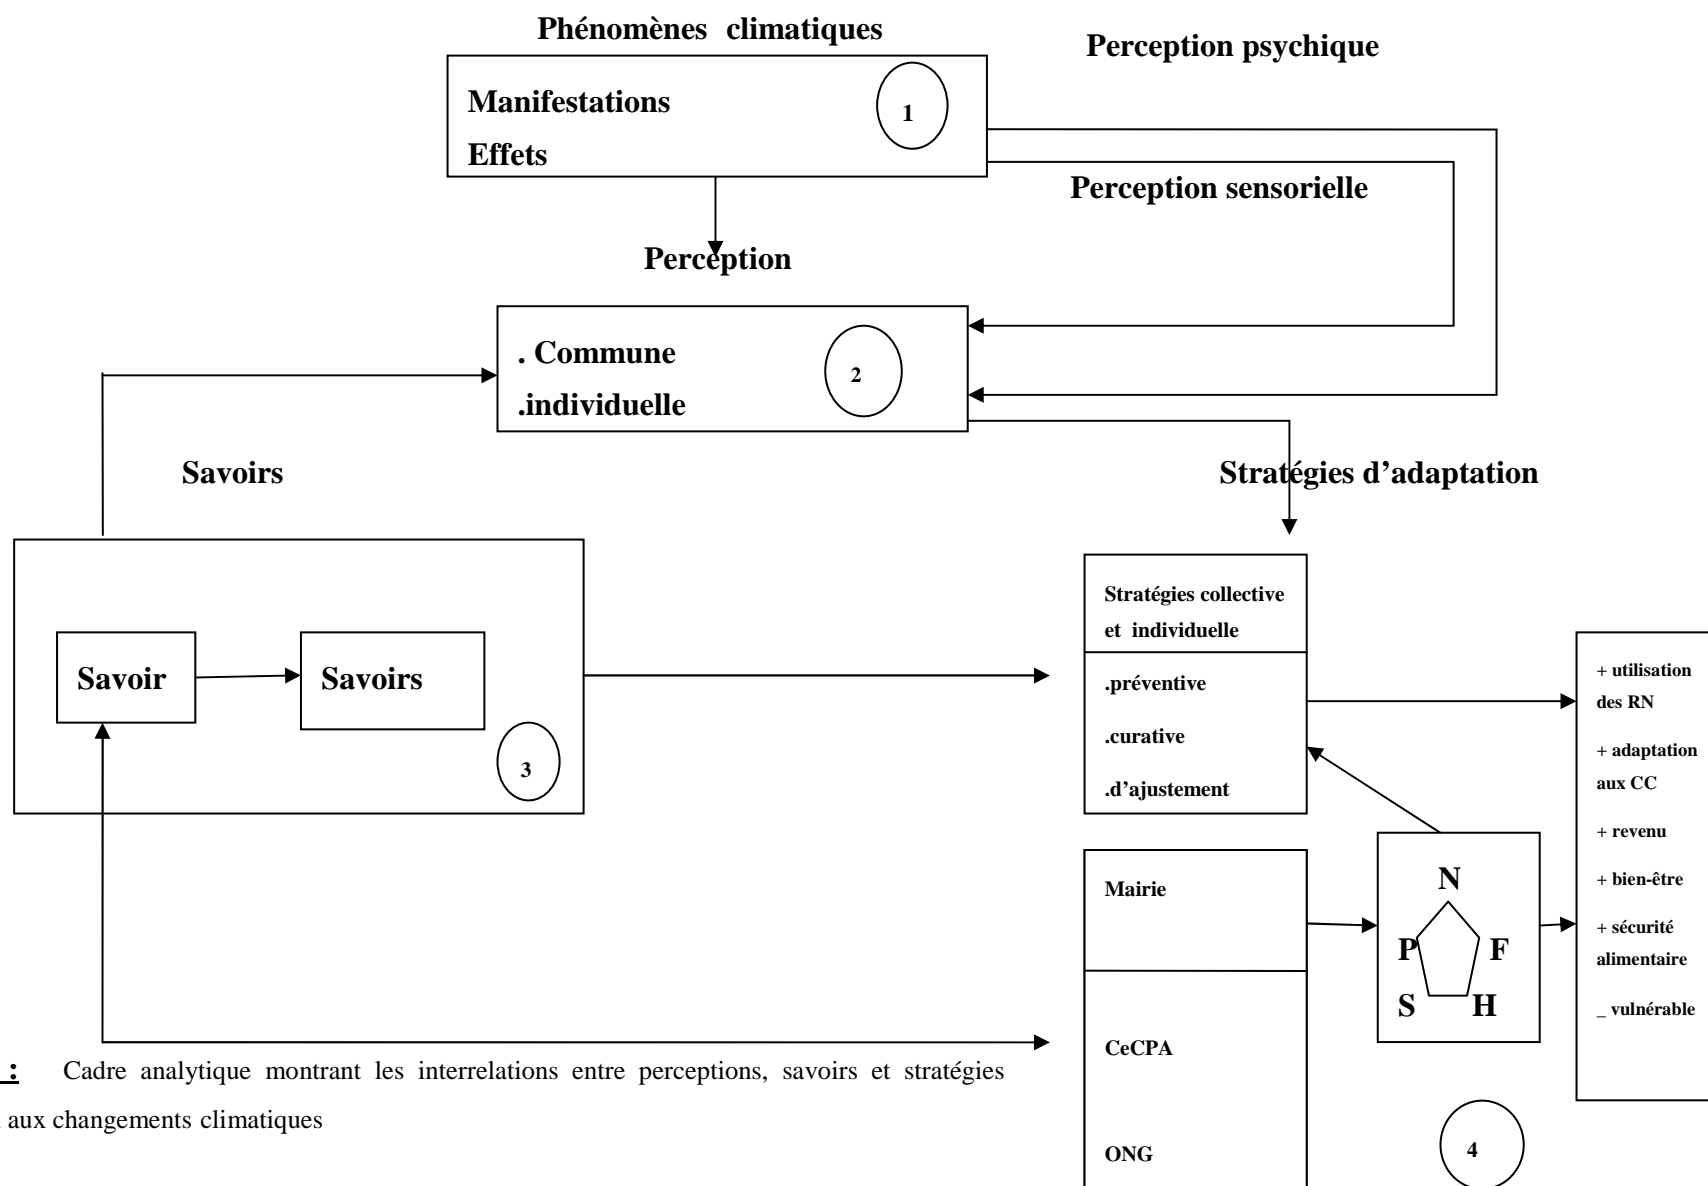 Phénomènes climatiques
Perception psychique
Manifestations
1
Effets
Perception sensorielle
Perception
. Commune
2
.individuelle
Savoirs
Stratégies d’adaptation
Savoir
Savoirs
3
Stratégies collective
et individuelle
.préventive
.curative
.d’ajustement
+ utilisation
des RN
+ adaptation
aux CC
+ revenu
+ bien-être
+ sécurité
alimentaire
_ vulnérable
Mairie
N
P F
S H
CeCPA
ONG
4
: Cadre analytique montrant les interrelations entre perceptions, savoirs et stratégies
aux changements climatiques